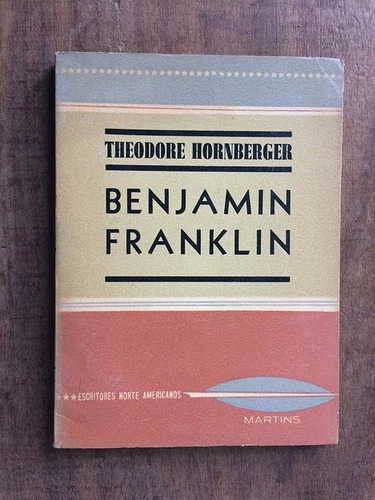 THEODORE HORNBERGER
BENJAMIN
FRANKLIN
★★ESCRITORES NORTE AMERICANOS
MARTINS